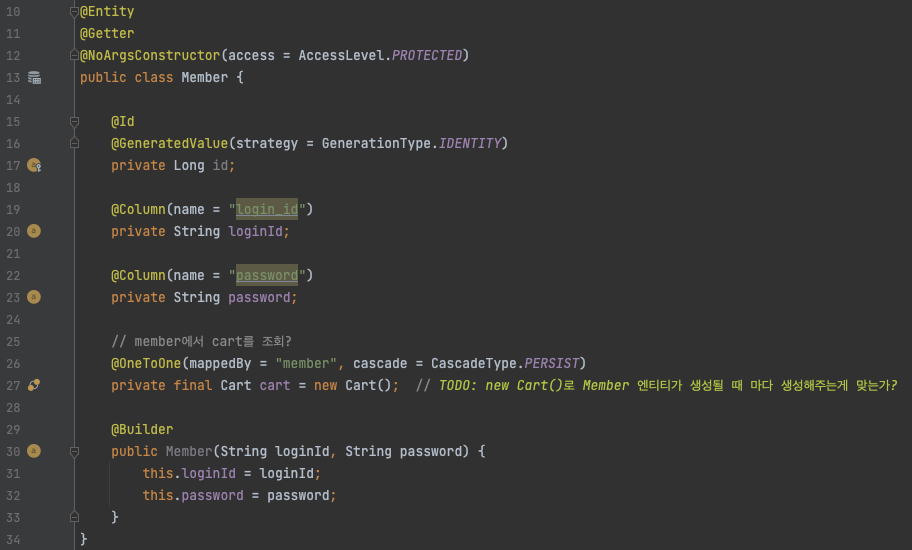 10 @Entity
11 @Getter
12 @NoArgsConstructor(access = AccessLevel.PROTECTED)
13 public class Member {
14
15 @Id
16 @GeneratedValue(strategy = GenerationType.IDENTITY)
17 private Long id;
18
19 @Column(name = "login_id")
20 private String loginId;
21
22 @Column(name = "password")
23 private String password;
24
25 // member에서 cart를 조회?
26 @OneToOne(mappedBy = "member", cascade = CascadeType.PERSIST)
27 private final Cart cart = new Cart(); // TODO: new Cart()로 Member 엔티티가 생성될 때 마다 생성해주는게 맞는가?
28
29 @Builder
30 public Member(String loginId, String password) {
31 this.loginId = loginId;
32 this.password = password;
33 }
34 }